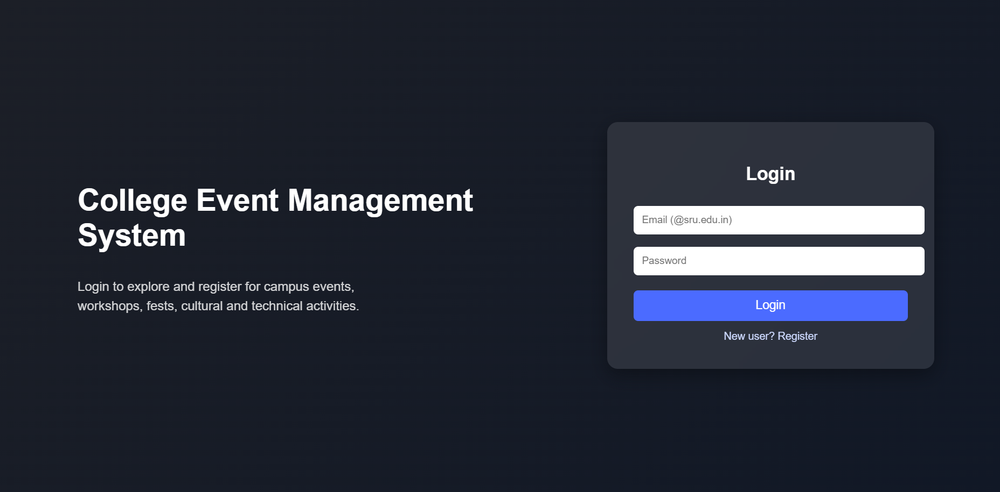 College Event Management
System
Login to explore and register for campus events,
workshops, fests, cultural and technical activities.
Login
Email (@sru.edu.in)
Password
Login
New user? Register